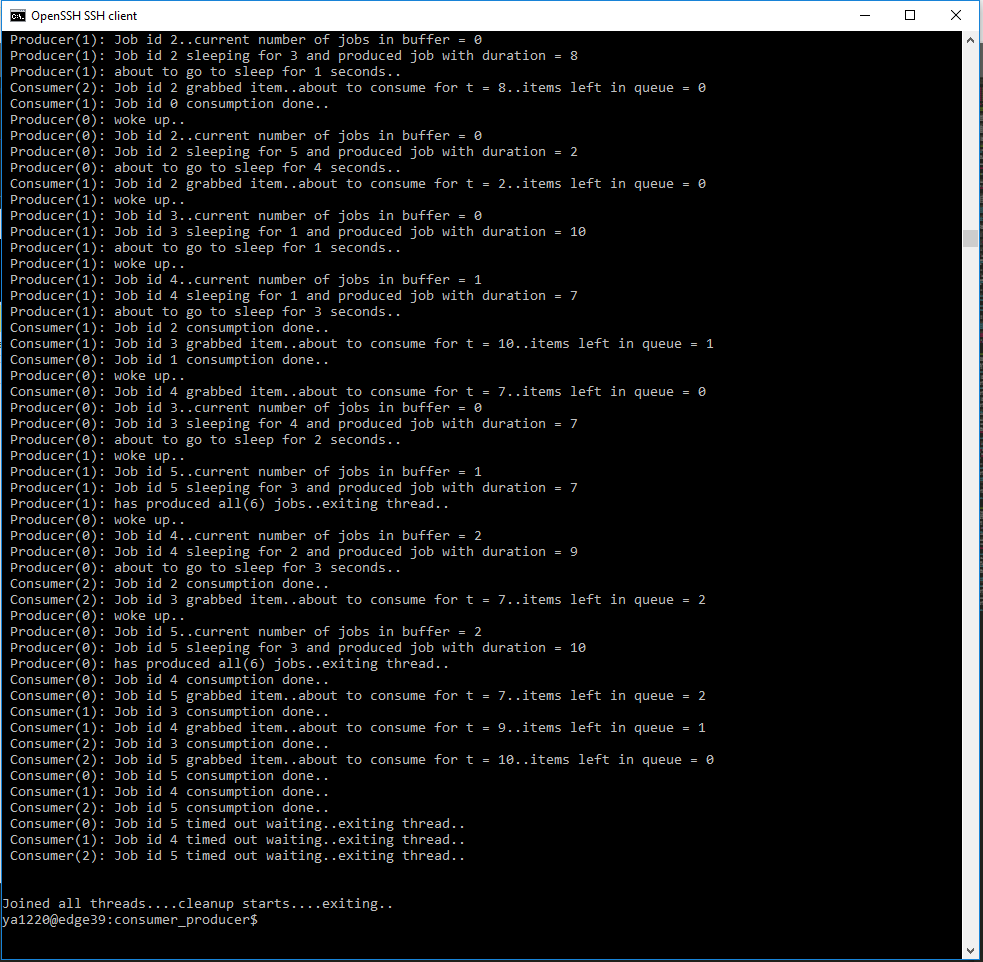 OpenSSH SSH client
Producer(1): Job id 2..current number of jobs in buffer = 0
Producer(1): Job id 2 sleeping for 3 and produced job with duration = 8
Producer(1): about to go to sleep for 1 seconds..
Consumer(2): Job id 2 grabbed item..about to consume for t = 8..items left in queue = 0
Consumer(1): Job id 0 consumption done..
Producer(0): woke up..
Producer(0): Job id 2..current number of jobs in buffer = 0
Producer(0): Job id 2 sleeping for 5 and produced job with duration = 2
Producer(0): about to go to sleep for 4 seconds..
Consumer(1): Job id 2 grabbed item..about to consume for t = 2..items left in queue = 0
Producer(1): woke up..
Producer(1): Job id 3..current number of jobs in buffer = 0
Producer(1): Job id 3 sleeping for 1 and produced job with duration = 10
Producer(1): about to go to sleep for 1 seconds..
Producer(1): woke up..
Producer(1): Job id 4..current number of jobs in buffer = 1
Producer(1): Job id 4 sleeping for 1 and produced job with duration = 7
Producer(1): about to go to sleep for 3 seconds..
Consumer(1): Job id 2 consumption done..
Consumer(1): Job id 3 grabbed item..about to consume for t = 10..items left in queue = 1
Consumer(0): Job id 1 consumption done..
Producer(0): woke up..
Consumer(0): Job id 4 grabbed item..about to consume for t = 7..items left in queue = 0
Producer(0): Job id 3..current number of jobs in buffer = 0
Producer(0): Job id 3 sleeping for 4 and produced job with duration = 7
Producer(0): about to go to sleep for 2 seconds..
Producer(1): woke up..
Producer(1): Job id 5..current number of jobs in buffer = 1
Producer(1): Job id 5 sleeping for 3 and produced job with duration = 7
Producer(1): has produced all(6) jobs..exiting thread..
Producer(0): woke up..
Producer(0): Job id 4..current number of jobs in buffer = 2
Producer(0): Job id 4 sleeping for 2 and produced job with duration = 9
Producer(0): about to go to sleep for 3 seconds..
Consumer(2): Job id 2 consumption done..
Consumer(2): Job id 3 grabbed item..about to consume for t = 7..items left in queue = 2
Producer(0): woke up..
Producer(0): Job id 5..current number of jobs in buffer = 2
Producer(0): Job id 5 sleeping for 3 and produced job with duration = 10
Producer(0): has produced all(6) jobs..exiting thread..
Consumer(0): Job id 4 consumption done..
Consumer(0): Job id 5 grabbed item..about to consume for t = 7..items left in queue = 2
Consumer(1): Job id 3 consumption done..
Consumer(1): Job id 4 grabbed item..about to consume for t = 9..items left in queue = 1
Consumer(2): Job id 3 consumption done..
Consumer(2): Job id 5 grabbed item..about to consume for t = 10..items left in queue = 0
Consumer(0): Job id 5 consumption done..
Consumer(1): Job id 4 consumption done..
Consumer(2): Job id 5 consumption done..
Consumer(0): Job id 5 timed out waiting..exiting thread..
Consumer(1): Job id 4 timed out waiting..exiting thread..
Consumer(2): Job id 5 timed out waiting..exiting thread..
Joined all threads....cleanup starts....exiting..
ya1220@edge39:consumer_producer$